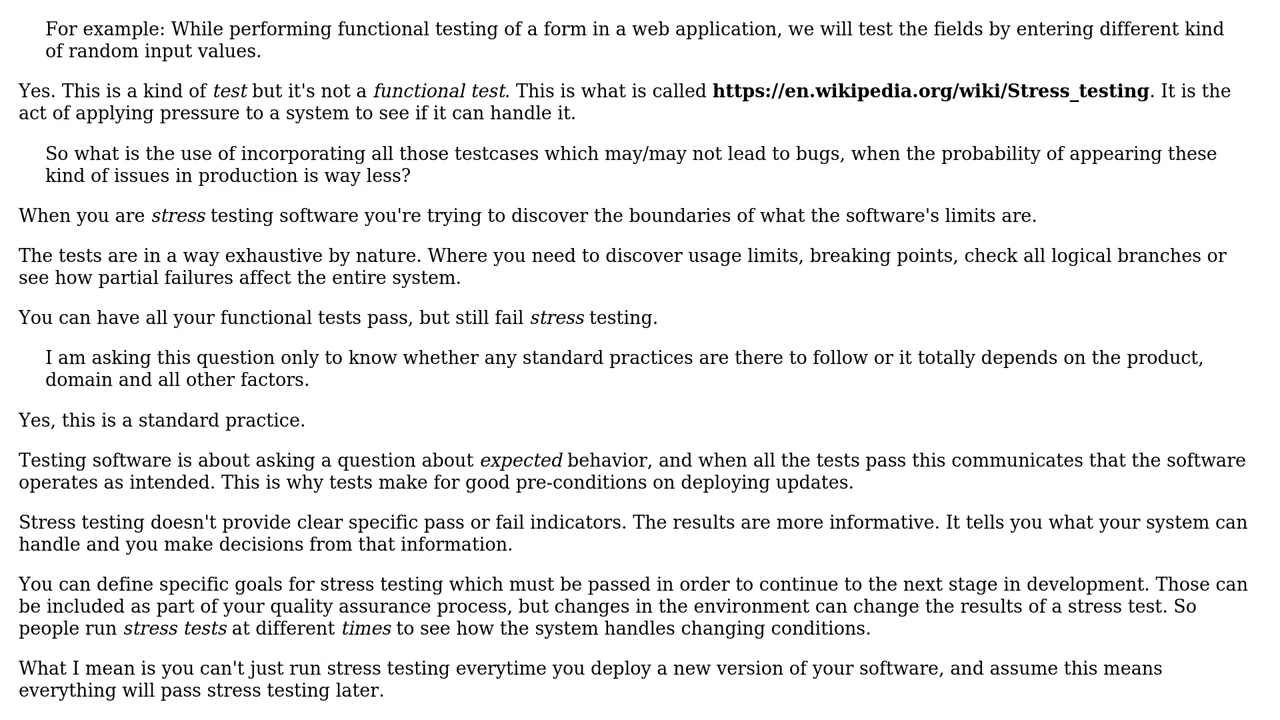 For example: While performing functional testing of a form in a web application, we will test the fields by entering different kind
of random input values.
Yes. This is a kind of test but it's not a functional test. This is what is called https://en.wikipedia.org/wiki/Stress_testing. It is the
act of applying pressure to a system to see if it can handle it.
So what is the use of incorporating all those testcases which may/may not lead to bugs, when the probability of appearing these
kind of issues in production is way less?
When you are stress testing software you're trying to discover the boundaries of what the software's limits are.
The tests are in a way exhaustive by nature. Where you need to discover usage limits, breaking points, check all logical branches or
see how partial failures affect the entire system.
You can have all your functional tests pass, but still fail stress testing.
I am asking this question only to know whether any standard practices are there to follow or it totally depends on the product,
domain and all other factors.
Yes, this is a standard practice.
Testing software is about asking a question about expected behavior, and when all the tests pass this communicates that the software
operates as intended. This is why tests make for good pre-conditions on deploying updates.
Stress testing doesn't provide clear specific pass or fail indicators. The results are more informative. It tells you what your system can
handle and you make decisions from that information.
You can define specific goals for stress testing which must be passed in order to continue to the next stage in development. Those can
be included as part of your quality assurance process, but changes in the environment can change the results of a stress test. So
people run stress tests at different times to see how the system handles changing conditions.
What I mean is you can't just run stress testing everytime you deploy a new version of your software, and assume this means
everything will pass stress testing later.